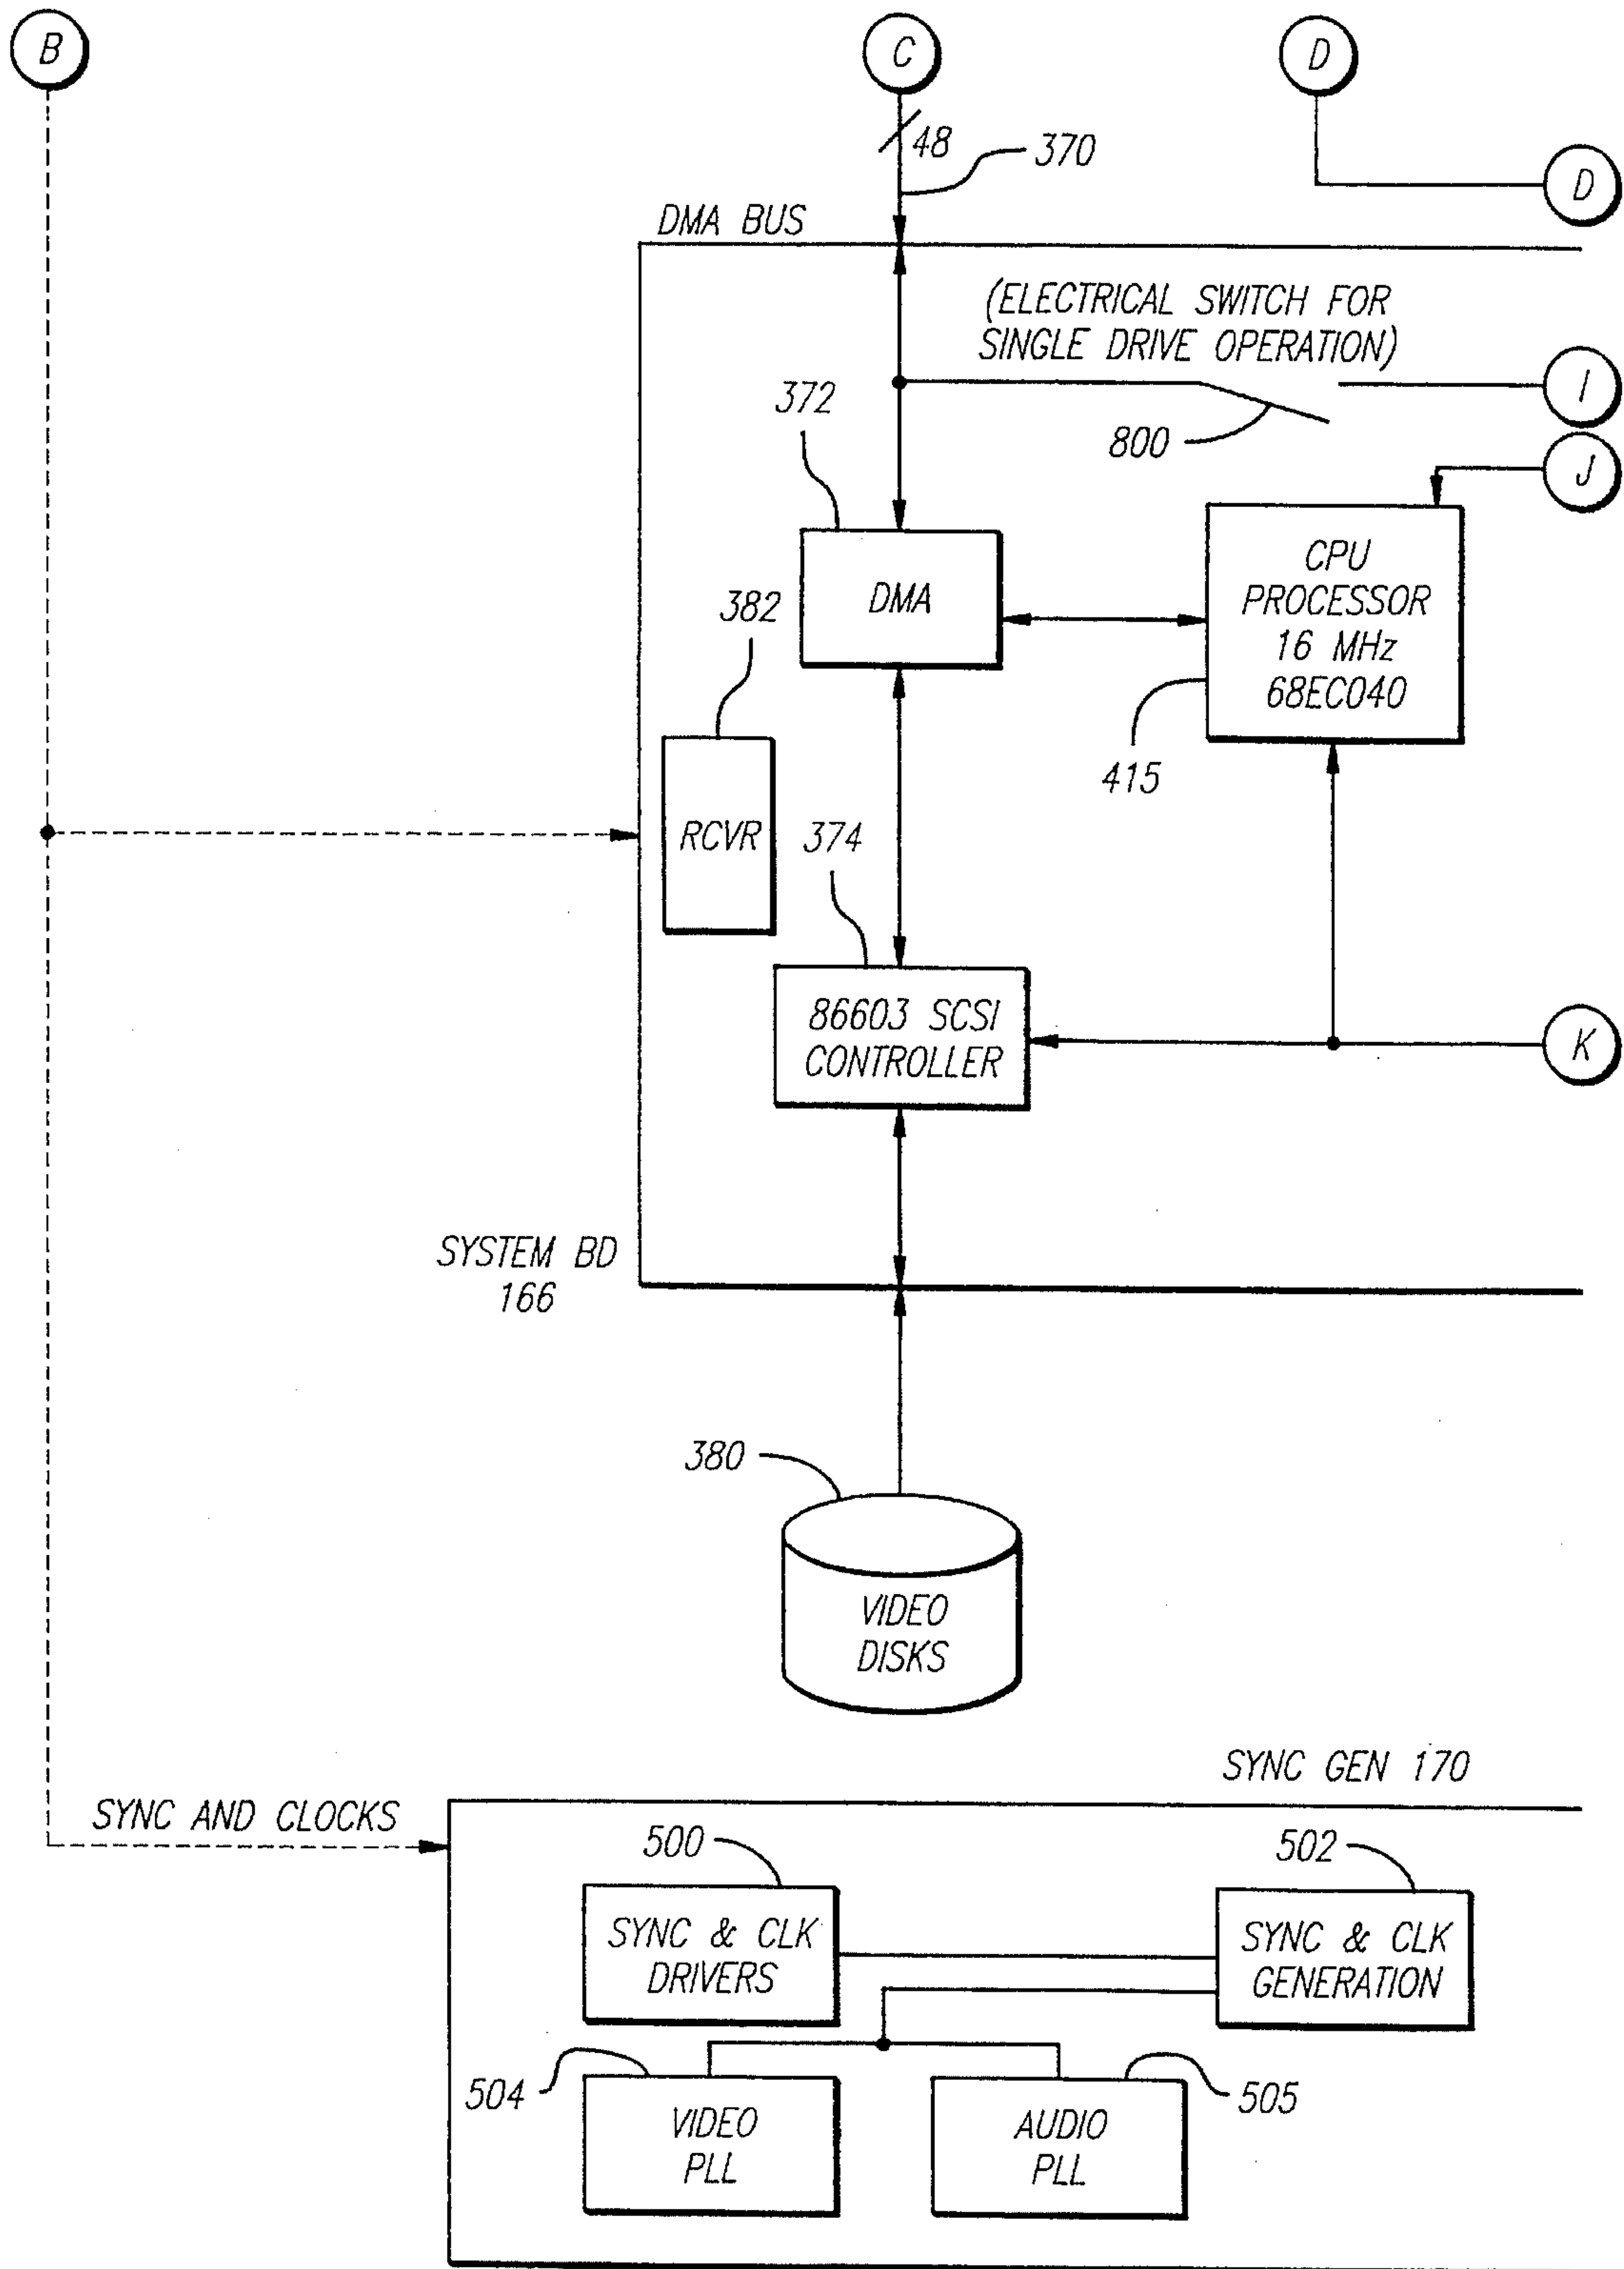 B
C
D
48
370
D
DMA BUS
(ELECTRICAL SWITCH FOR
SINGLE DRIVE OPERATION)
I
372
800
J
CPU
PROCESSOR
16 MHz
68EC040
DMA
382
415
RCVR
374
86603 SCSI
CONTROLLER
K
SYSTEM BD
166
380
VIDEO
DISKS
SYNC GEN 170
SYNC AND CLOCKS
500
502
SYNC & CLK
DRIVERS
SYNC & CLK
GENERATION
504
505
VIDEO
PLL
AUDIO
PLL